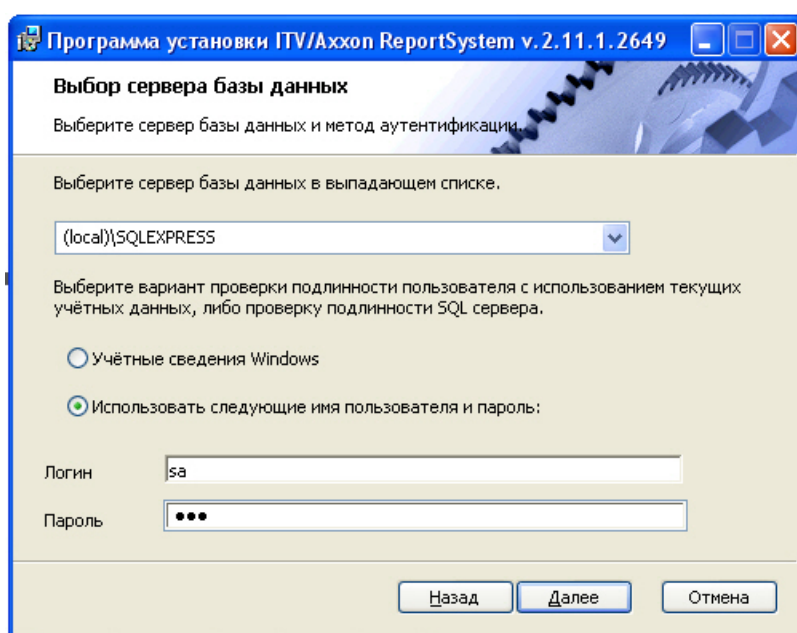 Программа установки ITV/Axxon ReportSystem v.2.11.1.2649
Выбор сервера базы данных
Выберите сервер базы данных и метод аутентификации.
Выберите сервер базы данных в выпадающем списке.
(local)\SQLEXPRESS
Выберите вариант проверки подлинности пользователя с использованием текущих
учётных данных, либо проверку подлинности SQL сервера.
Учётные сведения Windows
Использовать следующие имя пользователя и пароль:
Логин sa
Пароль •••
Назад Далее Отмена